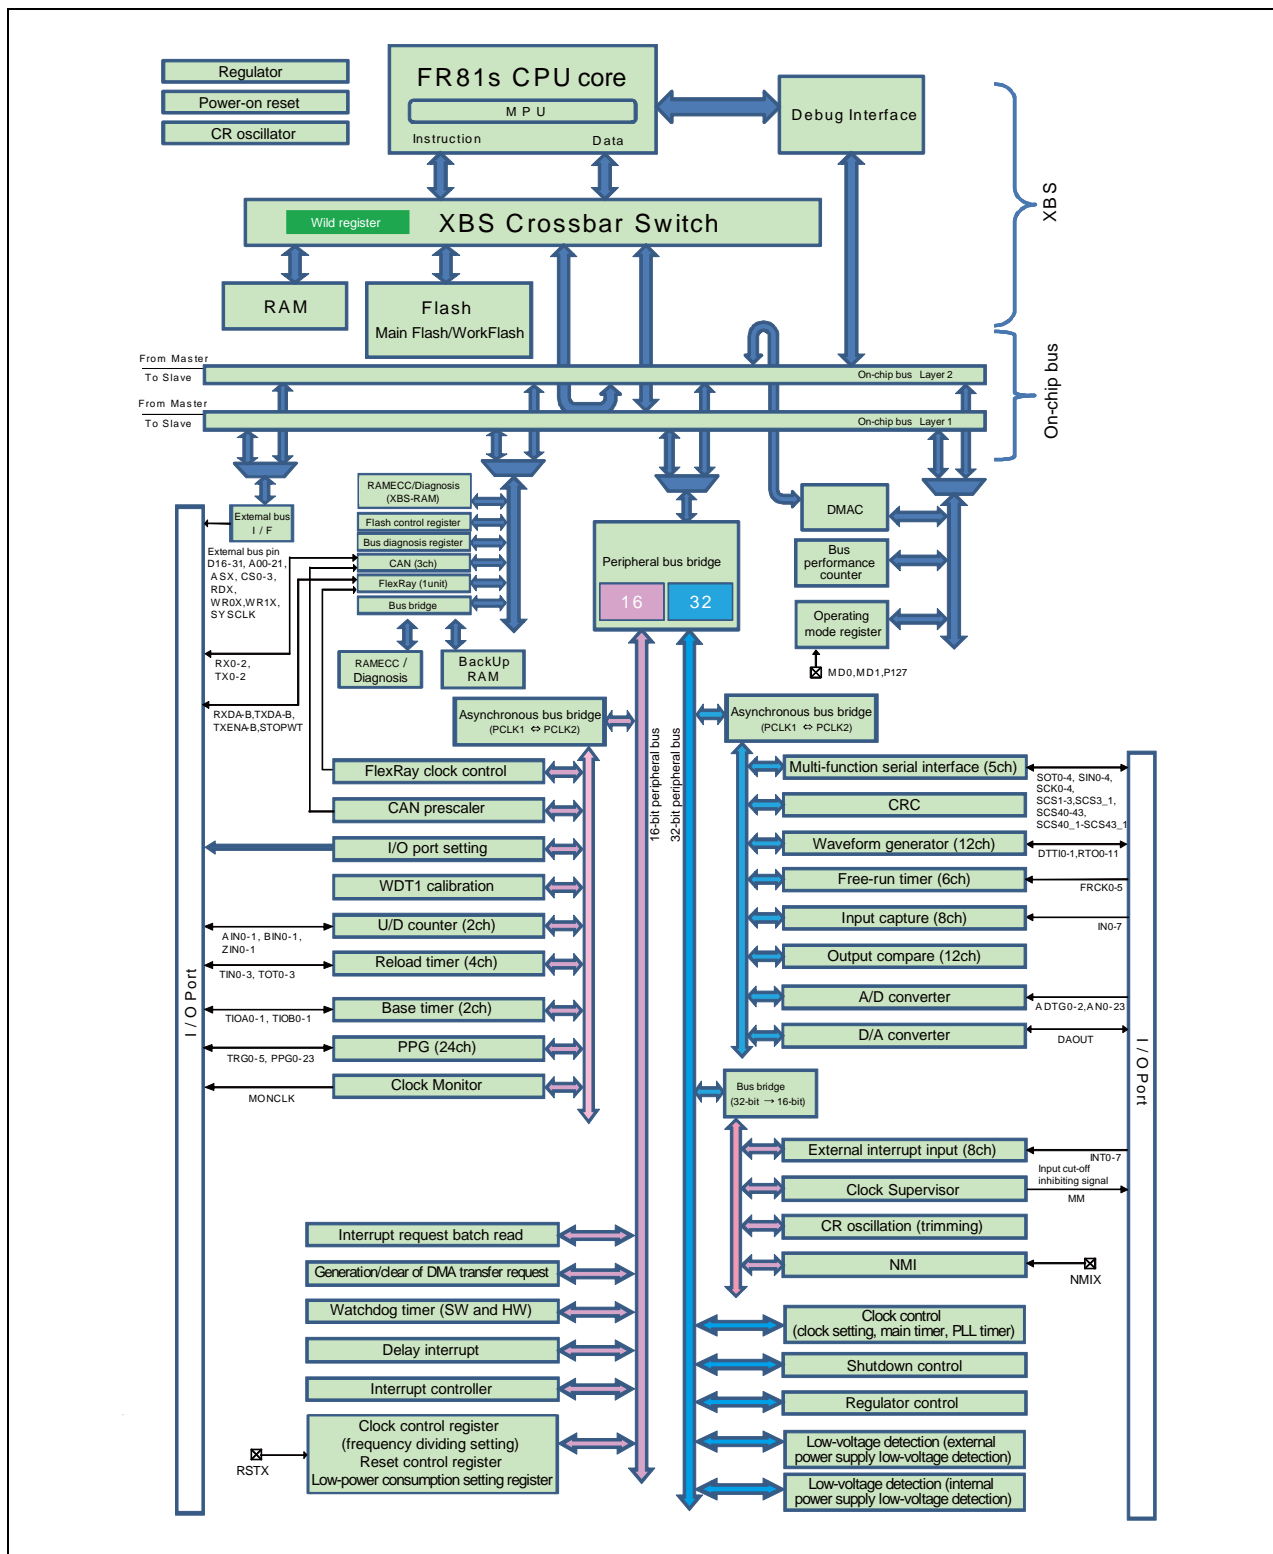 Regulator
Power-on reset
CR oscillator
FR81s CPU core
MPU
Instruction
Data
Debug Interface
XBS
Wild register
XBS Crossbar Switch
RAM
Flash
Main Flash/WorkFlash
On-chip bus
From Master
To Slave
On-chip bus Layer 2
From Master
To Slave
On-chip bus Layer 1
External bus
I / F
External bus pin
D16-31, A00-21,
ASX, CS0-3,
RDX,
WR0X,WR1X,
SYSCLK
RX0-2,
TX0-2
RXDA-B,TXDA-B,
TXENA-B,STOPWT
RAMECC/Diagnosis
(XBS-RAM)
Flash control register
Bus diagnosis register
CAN (3ch)
FlexRay (1unit)
Bus bridge
RAMECC /
Diagnosis
BackUp
RAM
Peripheral bus bridge
16
32
DMAC
Bus
performance
counter
Operating
mode register
MD0,MD1,P127
Asynchronous bus bridge
(PCLK1 ⇔ PCLK2)
16-bit peripheral bus
32-bit peripheral bus
Asynchronous bus bridge
(PCLK1 ⇔ PCLK2)
FlexRay clock control
CAN prescaler
I/O port setting
WDT1 calibration
U/D counter (2ch)
AIN0-1, BIN0-1,
ZIN0-1
Reload timer (4ch)
TIN0-3, TOT0-3
Base timer (2ch)
TIOA0-1, TIOB0-1
PPG (24ch)
TRG0-5, PPG0-23
Clock Monitor
MONCLK
I / O Port
Multi-function serial interface (5ch)
SOT0-4, SIN0-4,
SCK0-4,
SCS1-3,SCS3_1,
SCS40-43,
SCS40_1-SCS43_1
CRC
Waveform generator (12ch)
DTTI0-1,RTO0-11
Free-run timer (6ch)
FRCK0-5
Input capture (8ch)
IN0-7
Output compare (12ch)
A/D converter
ADTG0-2,AN0-23
D/A converter
DAOUT
I / O Port
Bus bridge
(32-bit → 16-bit)
External interrupt input (8ch)
INT0-7
Input cut-off
inhibiting signal
Clock Supervisor
MM
CR oscillation (trimming)
NMI
NMIX
Interrupt request batch read
Generation/clear of DMA transfer request
Watchdog timer (SW and HW)
Delay interrupt
Interrupt controller
Clock control register
(frequency dividing setting)
Reset control register
Low-power consumption setting register
RSTX
Clock control
(clock setting, main timer, PLL timer)
Shutdown control
Regulator control
Low-voltage detection (external
power supply low-voltage detection)
Low-voltage detection (internal
power supply low-voltage detection)